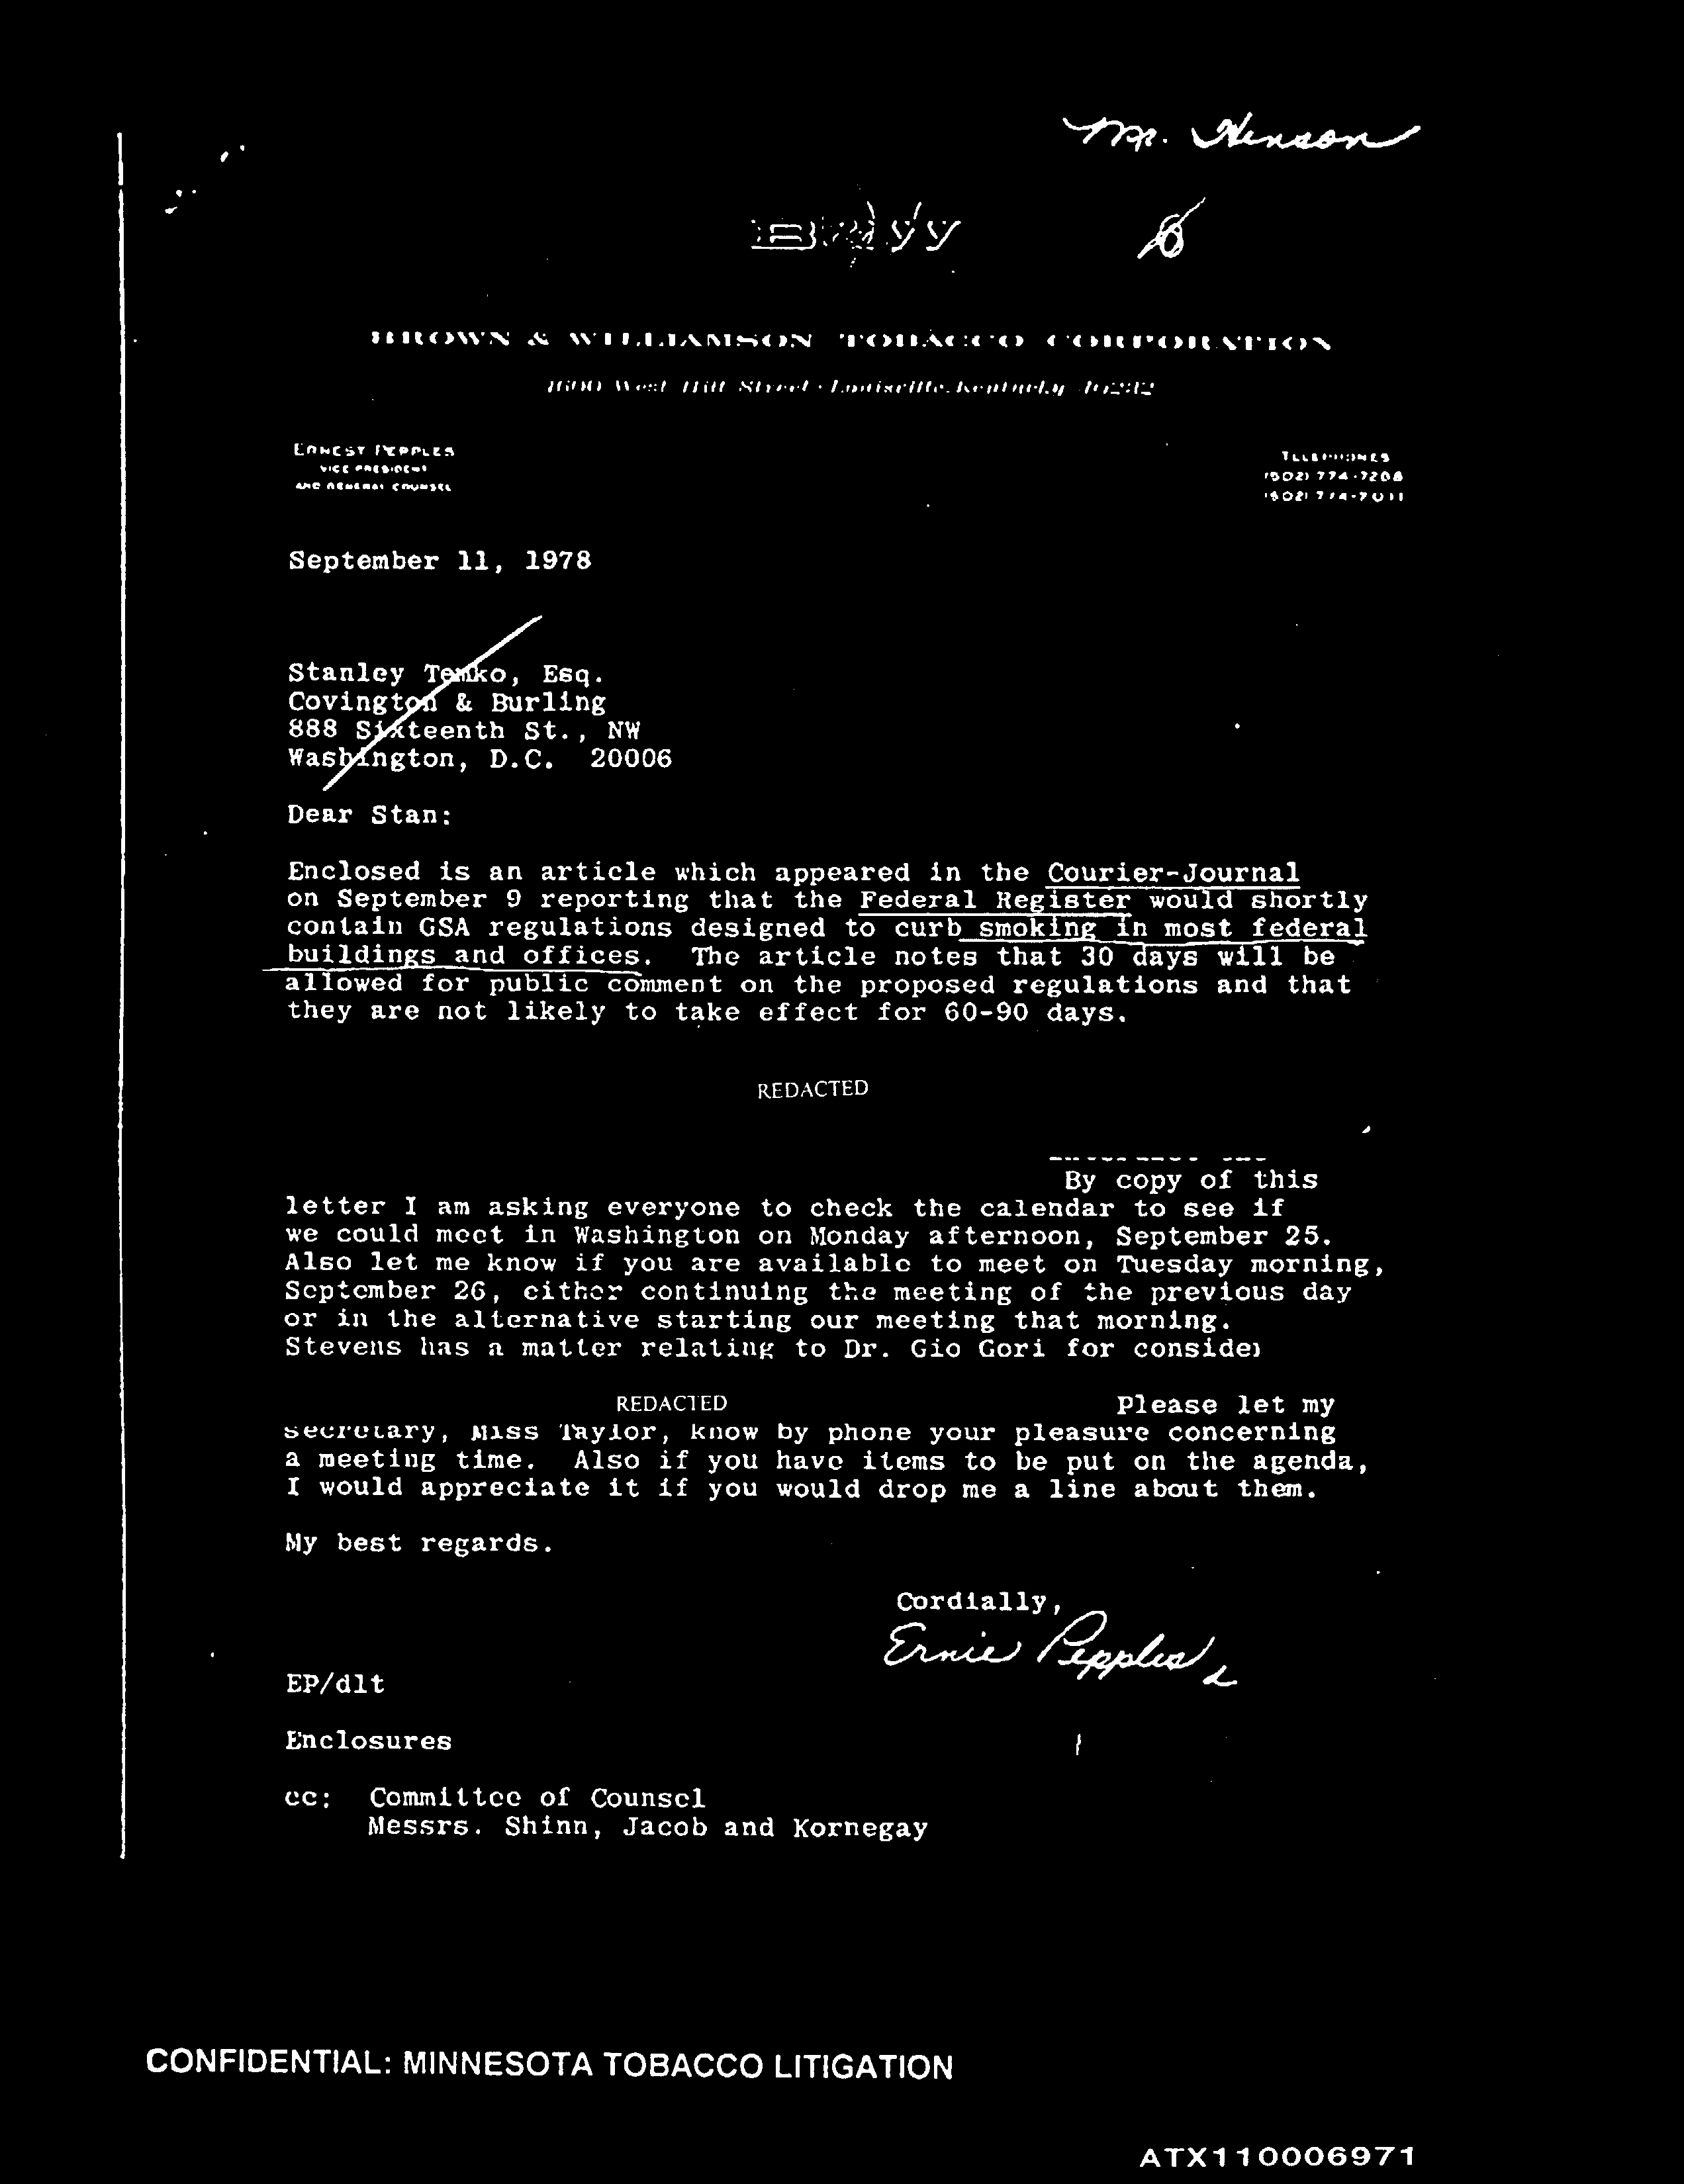 Mr. Henson
BROWN & WILLIAMSON TOBACCO CORPORATION
1600 West Hill Street · Louisville, Kentucky 40232
ERNEST PEPPLES
VICE PRESIDENT
AND GENERAL COUNSEL
TELEPHONES
(502) 774-7208
(502) 774-7011
September 11, 1978
Stanley Temko, Esq.
Covington & Burling
888 Sixteenth St., NW
Washington, D.C. 20006
Dear Stan:
Enclosed is an article which appeared in the Courier-Journal
on September 9 reporting that the Federal Register would shortly
contain GSA regulations designed to curb smoking in most federal
buildings and offices. The article notes that 30 days will be
allowed for public comment on the proposed regulations and that
they are not likely to take effect for 60-90 days.
REDACTED
By copy of this
letter I am asking everyone to check the calendar to see if
we could meet in Washington on Monday afternoon, September 25.
Also let me know if you are available to meet on Tuesday morning,
September 26, either continuing the meeting of the previous day
or in the alternative starting our meeting that morning.
Stevens has a matter relating to Dr. Gio Gori for consider
REDACTED Please let my
secretary, Miss Taylor, know by phone your pleasure concerning
a meeting time. Also if you have items to be put on the agenda,
I would appreciate it if you would drop me a line about them.
My best regards.
Cordially,
Ernie Pepples
EP/dlt
Enclosures
cc: Committee of Counsel
Messrs. Shinn, Jacob and Kornegay
CONFIDENTIAL: MINNESOTA TOBACCO LITIGATION
ATX110006971